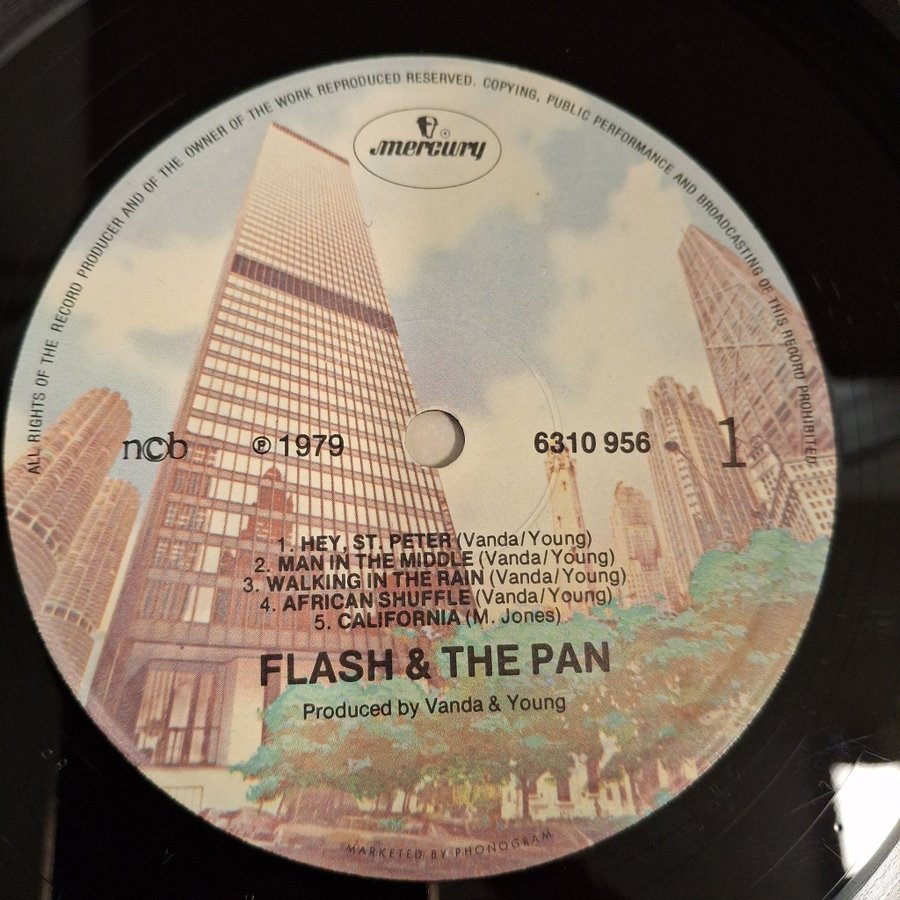 ALL RIGHTS OF THE RECORD PRODUCER AND OF THE OWNER OF THE WORK REPRODUCED RESERVED. COPYING, PUBLIC PERFORMANCE AND BROADCASTING OF THIS RECORD PROHIBITED
mercury
ncb ℗ 1979 6310 956 1
1. HEY, ST. PETER (Vanda/Young)
2. MAN IN THE MIDDLE (Vanda/Young)
3. WALKING IN THE RAIN (Vanda/Young)
4. AFRICAN SHUFFLE (Vanda/Young)
5. CALIFORNIA (M. Jones)
FLASH & THE PAN
Produced by Vanda & Young
MARKETED BY PHONOGRAM